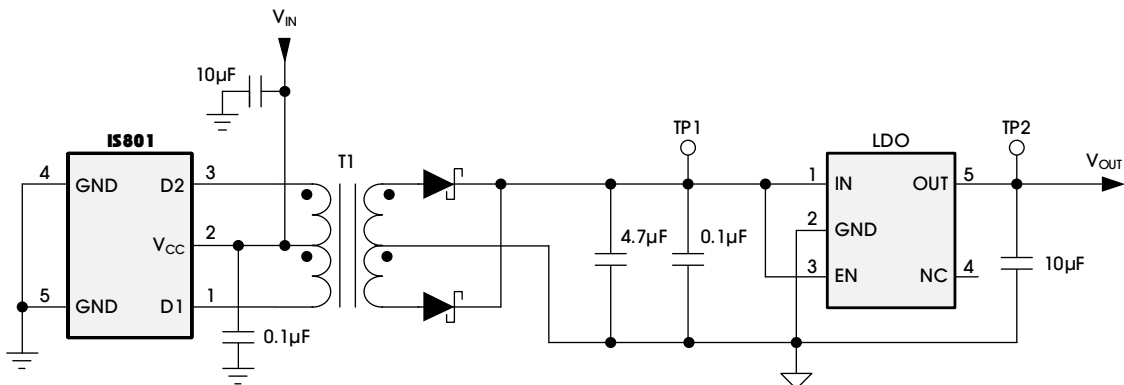 VIN
10µF
IS801
4 GND D2 3
VCC 2
5 GND D1 1
0.1µF
T1
TP1
4.7µF
0.1µF
LDO
1 IN OUT 5
2 GND
3 EN NC 4
TP2
VOUT
10µF